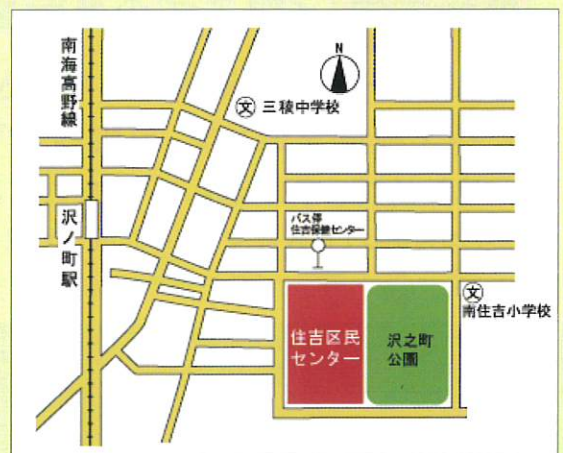 南海高野線
N
文 三稜中学校
沢ノ町駅
バス停
住吉保健センター
文
南住吉小学校
住吉区民
センター
沢之町
公園